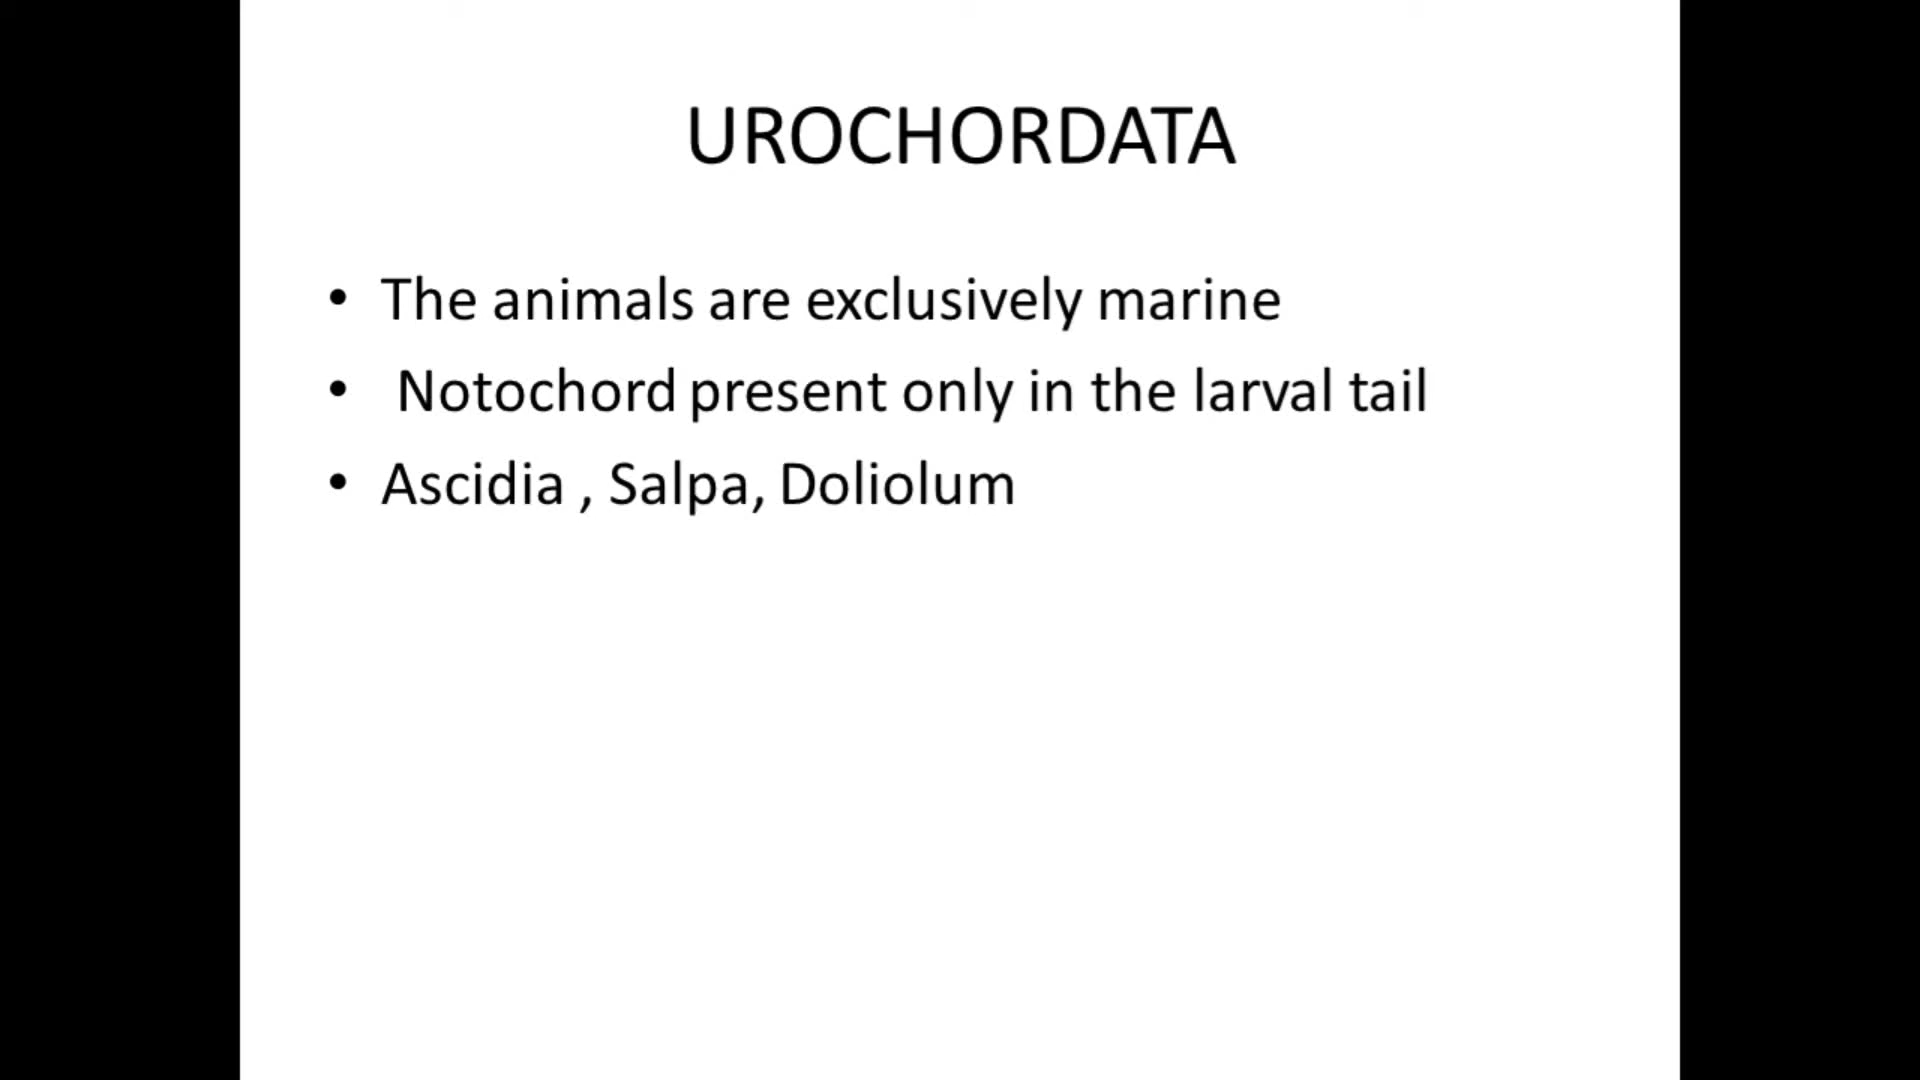 UROCHORDATA
• The animals are exclusively marine
• Notochord present only in the larval tail
• Ascidia , Salpa, Doliolum